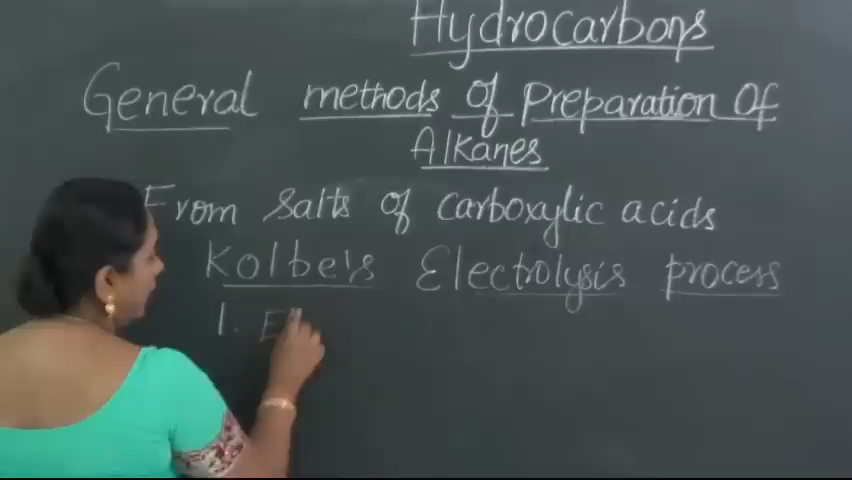 Hydrocarbons
General methods of Preparation of
Alkanes
From Salts of carboxylic acids
Kolbe's Electrolysis process
1. E